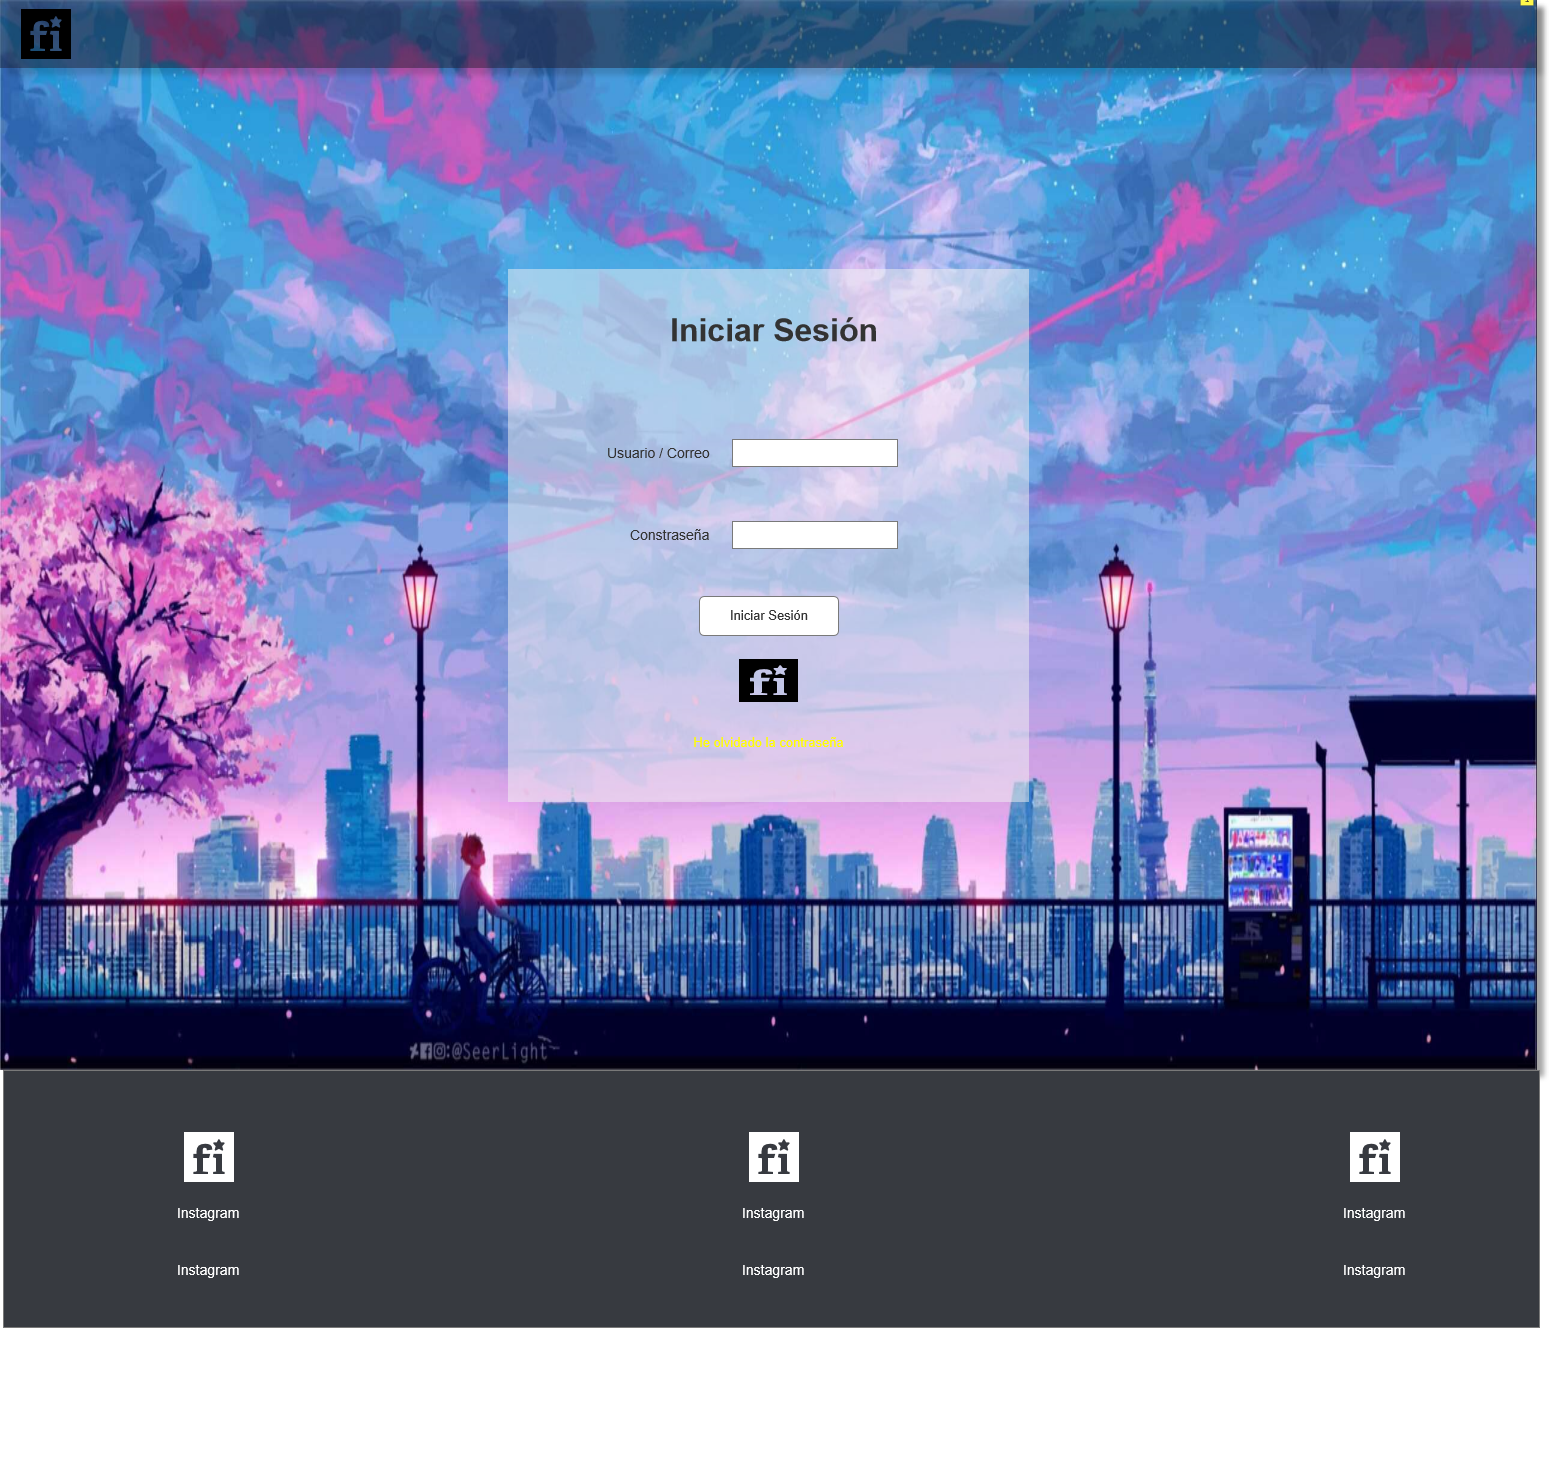 fi
Iniciar Sesión
Usuario / Correo
Constraseña
Iniciar Sesión
fi
He olvidado la contraseña
@SeerLight
fi fi fi
Instagram Instagram Instagram
Instagram Instagram Instagram